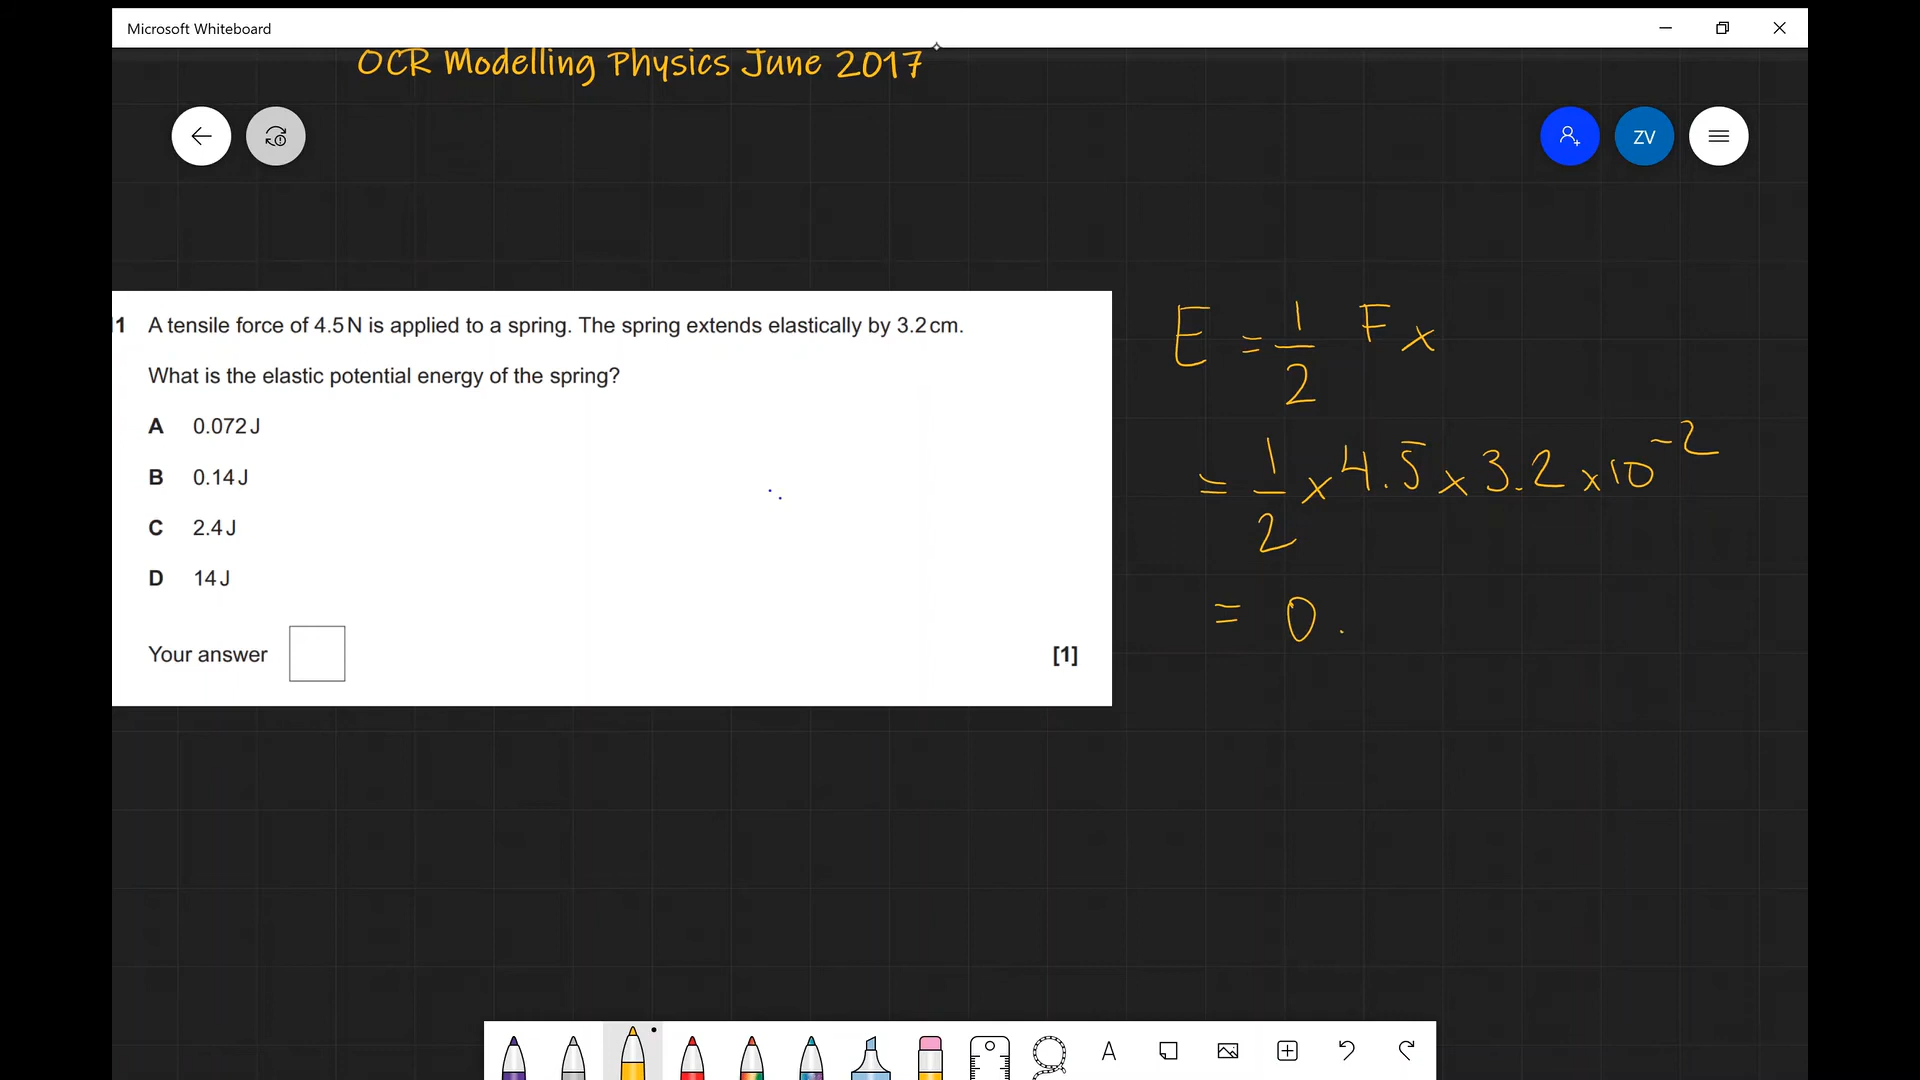 Microsoft Whiteboard
OCR Modelling Physics June 2017
ZV
11 A tensile force of 4.5 N is applied to a spring. The spring extends elastically by 3.2 cm.
What is the elastic potential energy of the spring?
A 0.072 J
B 0.14 J
C 2.4 J
D 14 J
Your answer
[1]
E = 1/2 F x
= 1/2 × 4.5 × 3.2 × 10^-2
= 0.
A